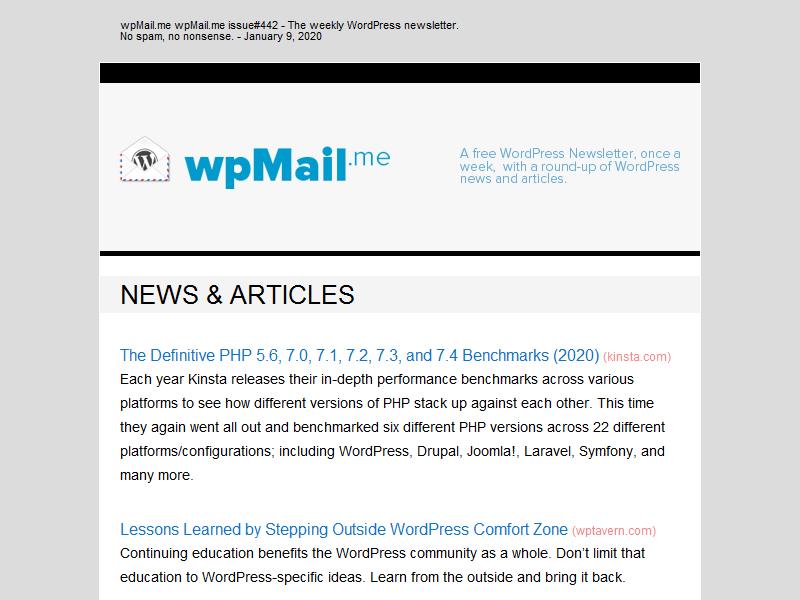 wpMail.me wpMail.me issue#442 - The weekly WordPress newsletter.
No spam, no nonsense. - January 9, 2020
wpMail.me
A free WordPress Newsletter, once a
week, with a round-up of WordPress
news and articles.
NEWS & ARTICLES
The Definitive PHP 5.6, 7.0, 7.1, 7.2, 7.3, and 7.4 Benchmarks (2020) (kinsta.com)
Each year Kinsta releases their in-depth performance benchmarks across various
platforms to see how different versions of PHP stack up against each other. This time
they again went all out and benchmarked six different PHP versions across 22 different
platforms/configurations; including WordPress, Drupal, Joomla!, Laravel, Symfony, and
many more.
Lessons Learned by Stepping Outside WordPress Comfort Zone (wptavern.com)
Continuing education benefits the WordPress community as a whole. Don’t limit that
education to WordPress-specific ideas. Learn from the outside and bring it back.